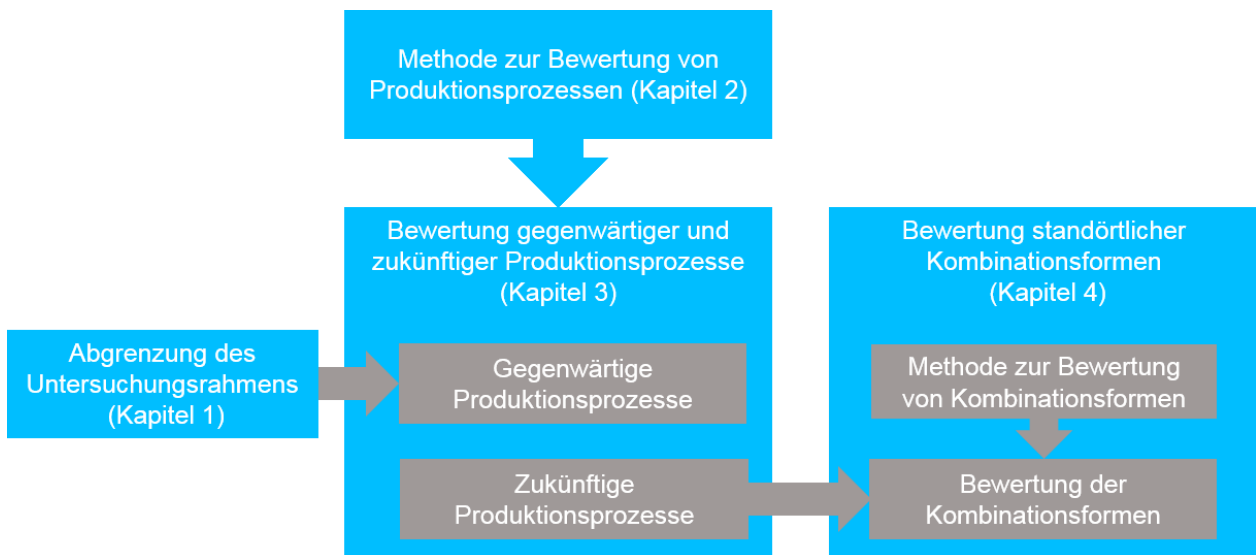 Methode zur Bewertung von
Produktionsprozessen (Kapitel 2)
Bewertung gegenwärtiger und
zukünftiger Produktionsprozesse
(Kapitel 3)
Bewertung standörtlicher
Kombinationsformen
(Kapitel 4)
Abgrenzung des
Untersuchungsrahmens
(Kapitel 1)
Gegenwärtige
Produktionsprozesse
Methode zur Bewertung
von Kombinationsformen
Zukünftige
Produktionsprozesse
Bewertung der
Kombinationsformen